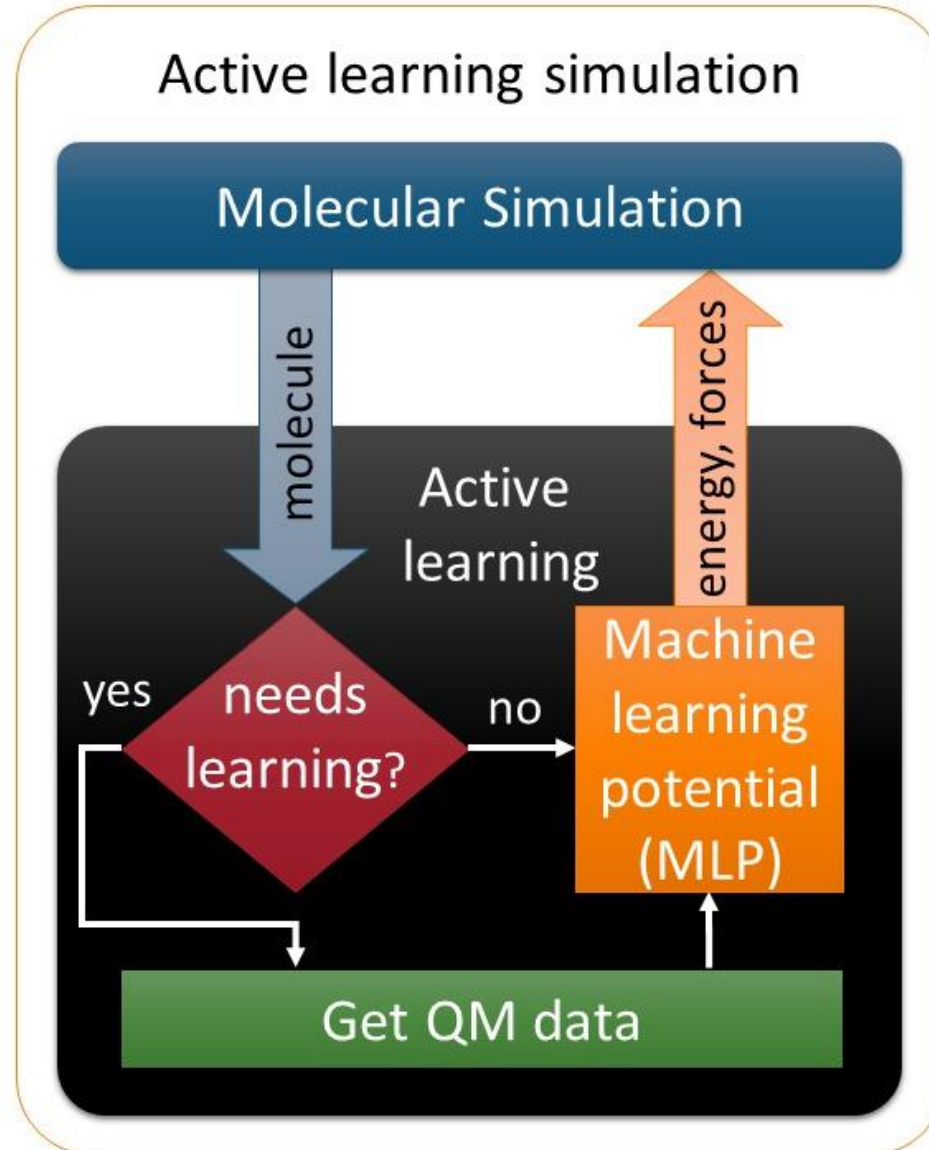 Active learning simulation
Molecular Simulation
molecule
energy, forces
Active
learning
yes
needs
learning?
no
Machine
learning
potential
(MLP)
Get QM data